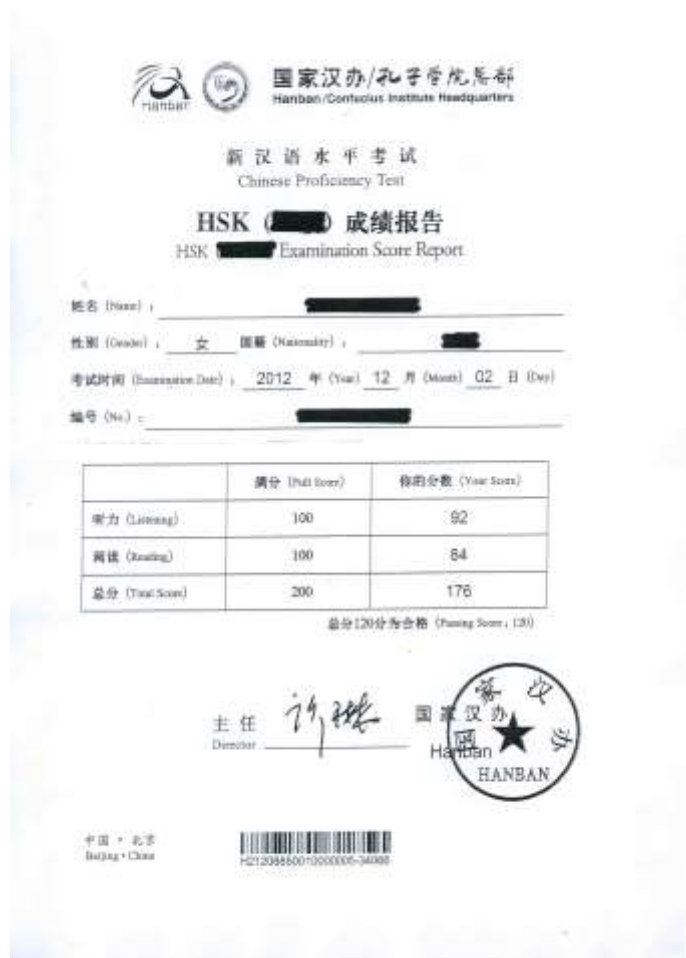 Hanban
国家汉办/孔子学院总部
Hanban/Confucius Institute Headquarters
新汉语水平考试
Chinese Proficiency Test
HSK ( ) 成绩报告
HSK Examination Score Report
姓名 (Name):
性别 (Gender): 女 国籍 (Nationality):
考试时间 (Examination Date): 2012 年 (Year) 12 月 (Month) 02 日 (Day)
编号 (No.):
满分 (Full Score) 你的分数 (Your Score)
听力 (Listening) 100 92
阅读 (Reading) 100 84
总分 (Total Score) 200 176
总分120分为合格 (Passing Score: 120)
主任 国家汉办
Director Hanban
国家汉办
HANBAN
中国·北京
Beijing·China